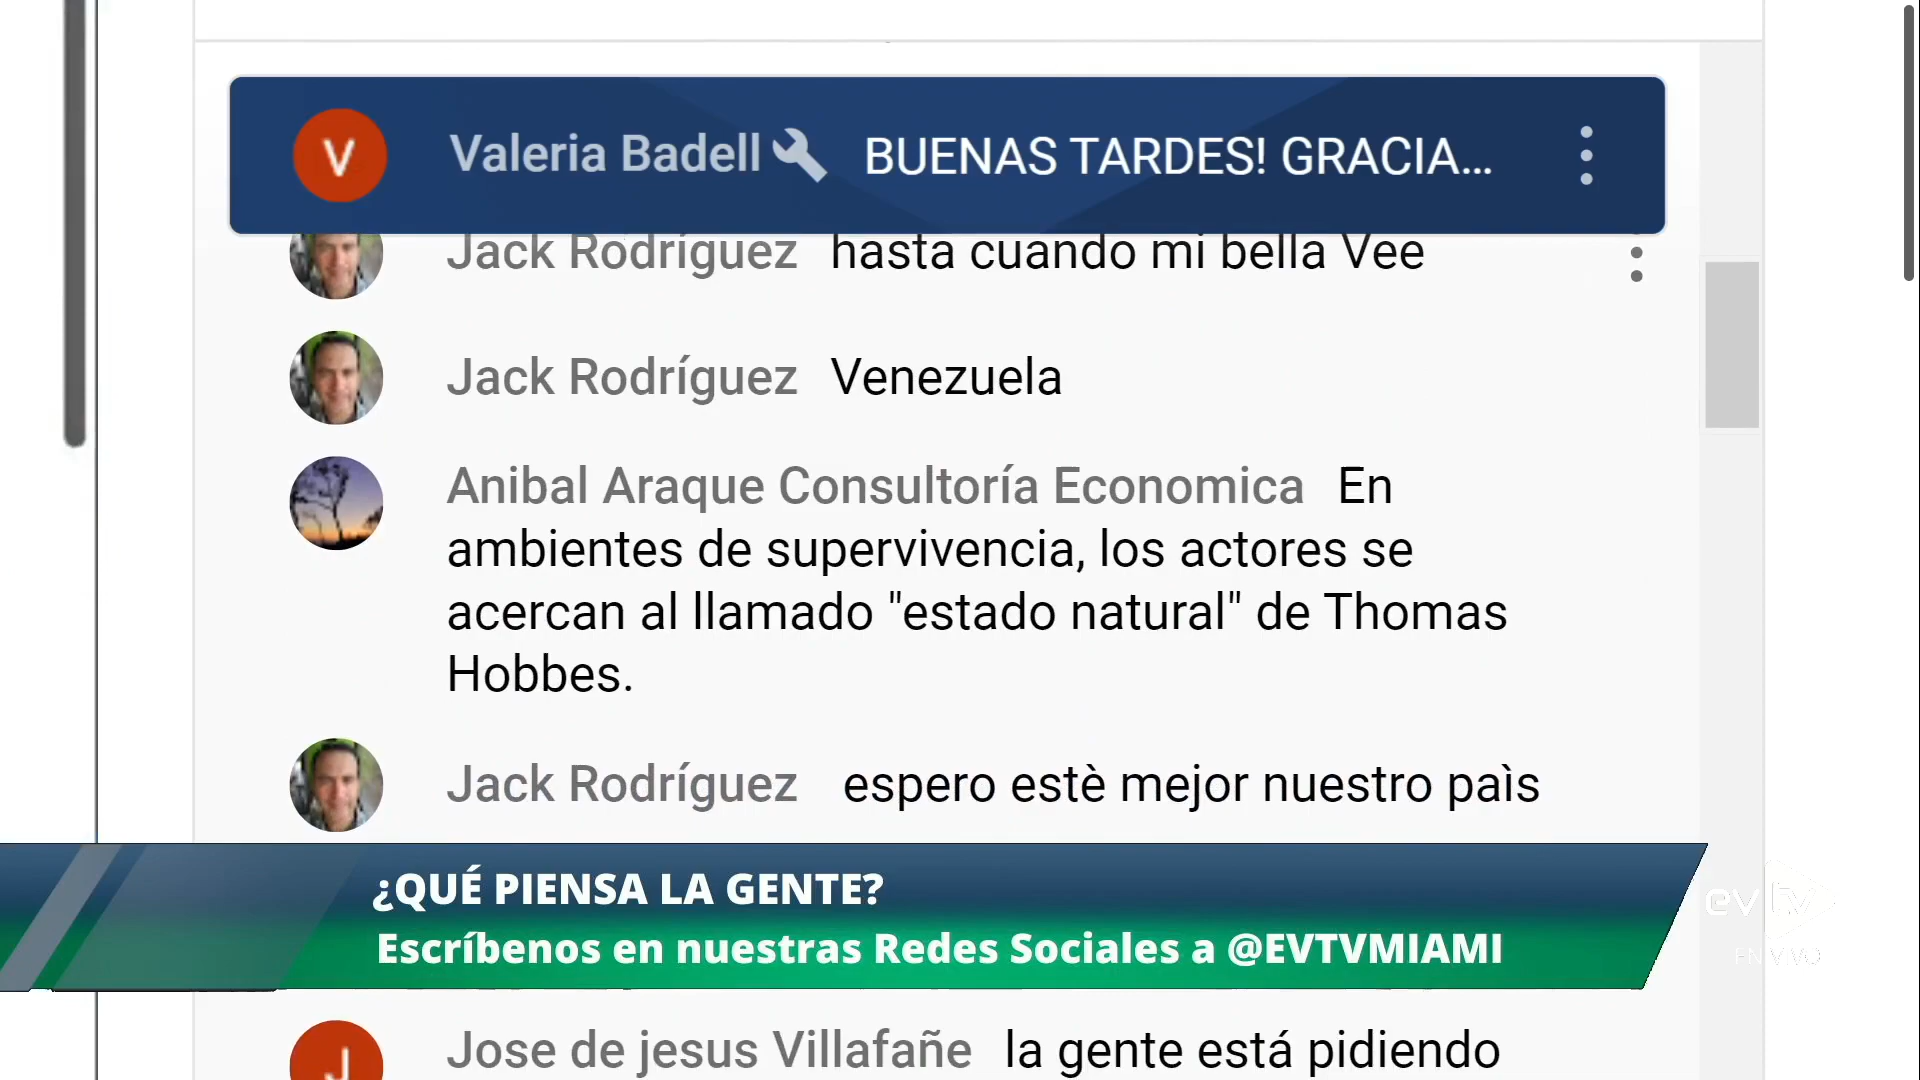 V Valeria Badell BUENAS TARDES! GRACIA...
Jack Rodríguez hasta cuando mi bella Vee
Jack Rodríguez Venezuela
Anibal Araque Consultoría Economica En
ambientes de supervivencia, los actores se
acercan al llamado "estado natural" de Thomas
Hobbes.
Jack Rodríguez espero estè mejor nuestro paìs
¿QUÉ PIENSA LA GENTE?
Escríbenos en nuestras Redes Sociales a @EVTVMIAMI
evtv
EN VIVO
J Jose de jesus Villafañe la gente está pidiendo